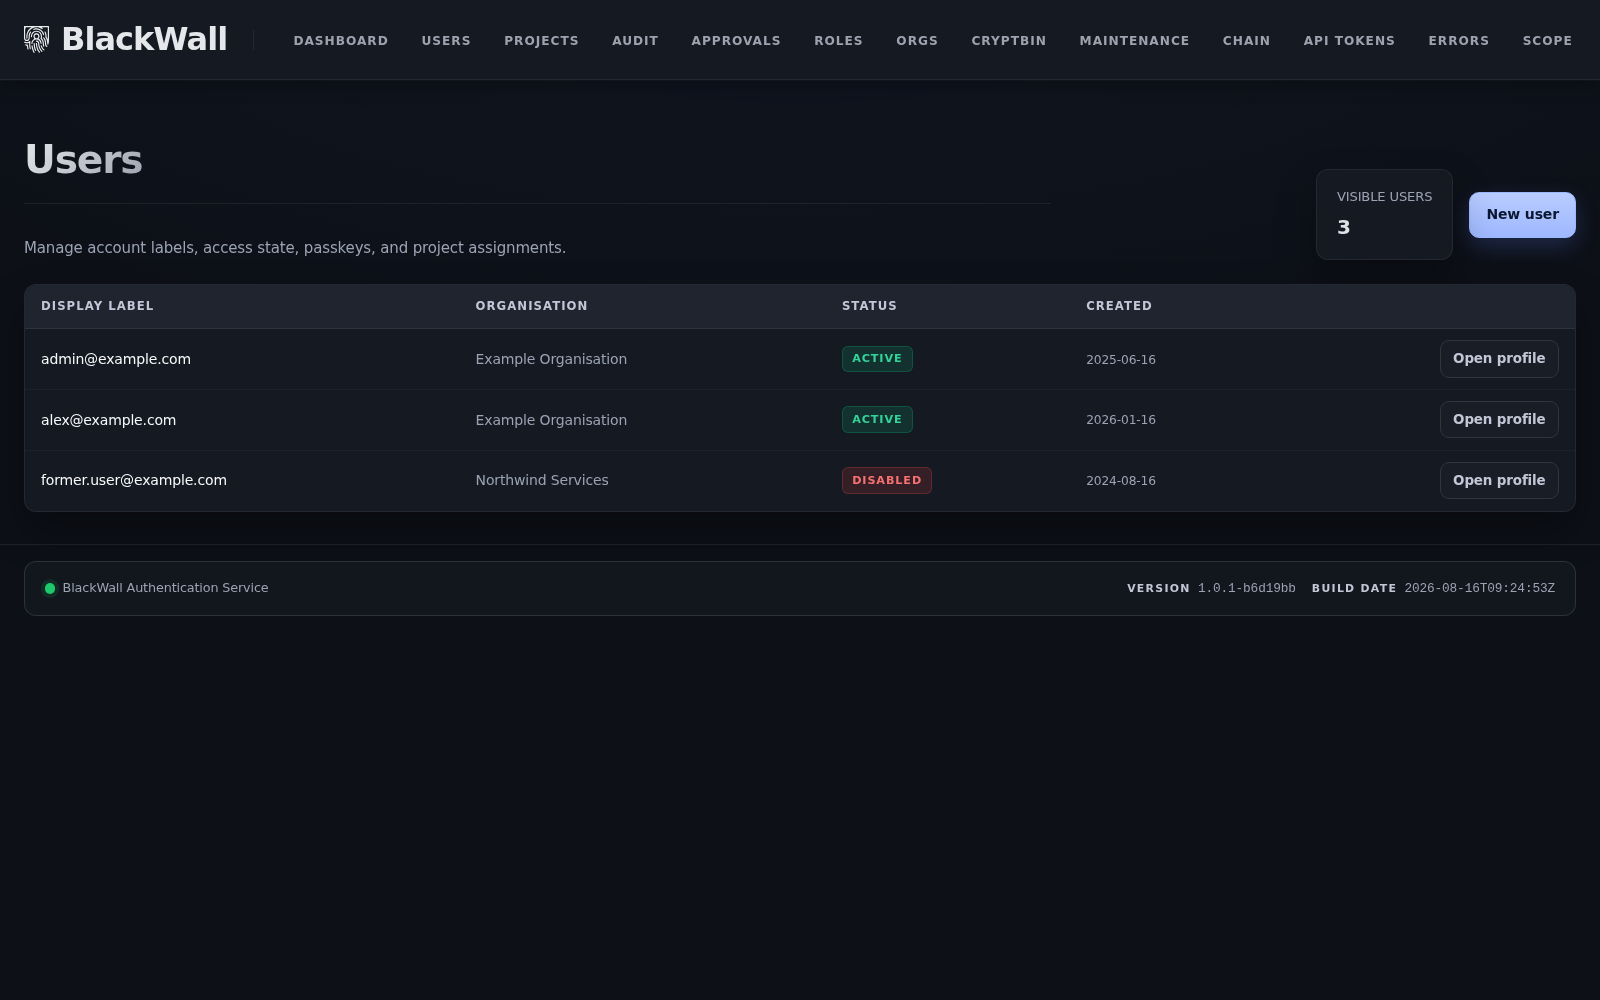 BlackWall
DASHBOARD USERS PROJECTS AUDIT APPROVALS ROLES ORGS CRYPTBIN MAINTENANCE CHAIN API TOKENS ERRORS SCOPE
Users
Manage account labels, access state, passkeys, and project assignments.
VISIBLE USERS
3
New user
DISPLAY LABEL ORGANISATION STATUS CREATED
admin@example.com Example Organisation ACTIVE 2025-06-16 Open profile
alex@example.com Example Organisation ACTIVE 2026-01-16 Open profile
former.user@example.com Northwind Services DISABLED 2024-08-16 Open profile
BlackWall Authentication Service VERSION 1.0.1-b6d19bb BUILD DATE 2026-08-16T09:24:53Z